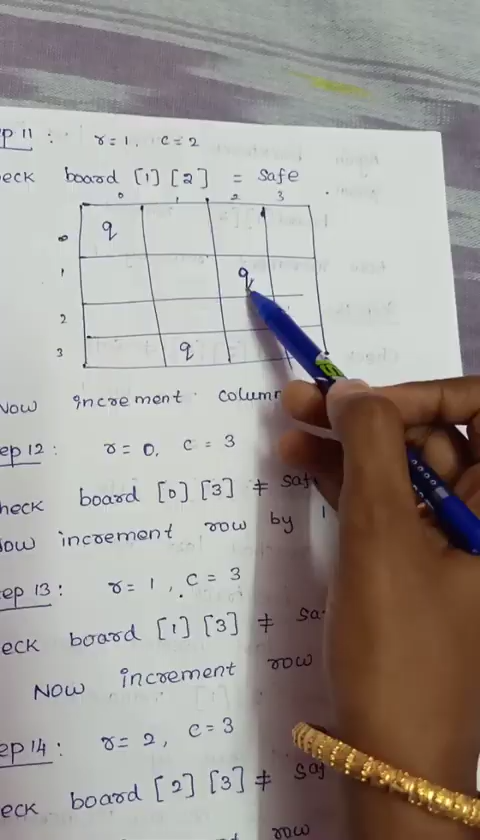 ep 11 : r = 1, c = 2
eck board [1] [2] = safe
0 1 2 3
0 q
1 q
2
3 q
Now increment column
ep 12 : r = 0, c = 3
heck board [0] [3] ≠ saf
Now increment row by 1
ep 13 : r = 1, c = 3
eck board [1] [3] ≠ sa
Now increment row
ep 14 : r = 2, c = 3
eck board [2] [3] ≠ saf
row